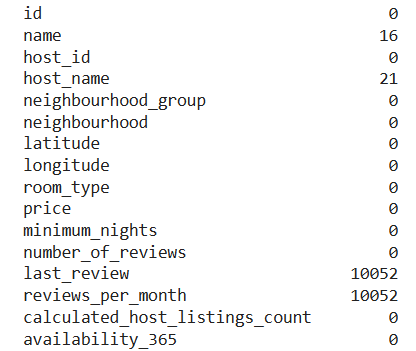 id 0
name 16
host_id 0
host_name 21
neighbourhood_group 0
neighbourhood 0
latitude 0
longitude 0
room_type 0
price 0
minimum_nights 0
number_of_reviews 0
last_review 10052
reviews_per_month 10052
calculated_host_listings_count 0
availability_365 0